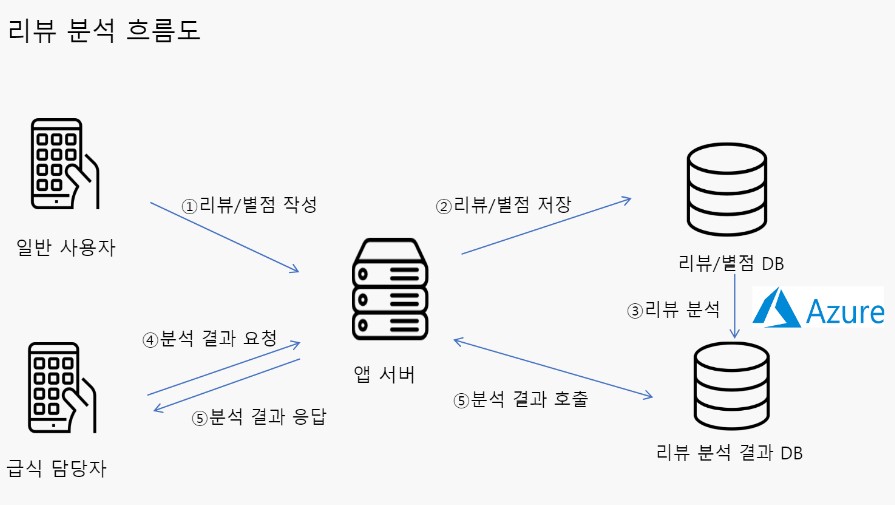 리뷰 분석 흐름도
①리뷰/별점 작성
②리뷰/별점 저장
일반 사용자
리뷰/별점 DB
③리뷰 분석
Azure
④분석 결과 요청
앱 서버
⑤분석 결과 호출
⑤분석 결과 응답
리뷰 분석 결과 DB
급식 담당자